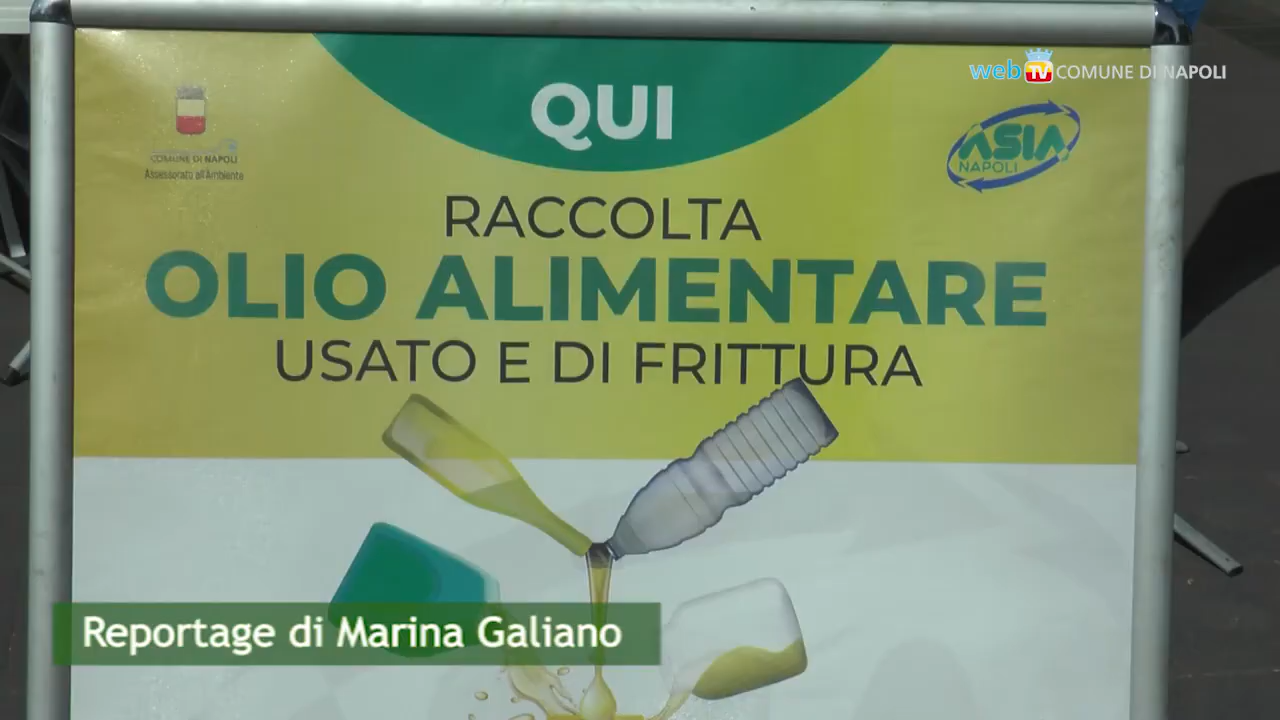 web TV COMUNE DI NAPOLI
QUI
COMUNE DI NAPOLI
Assessorato all'Ambiente
ASIA
NAPOLI
RACCOLTA
OLIO ALIMENTARE
USATO E DI FRITTURA
Reportage di Marina Galiano